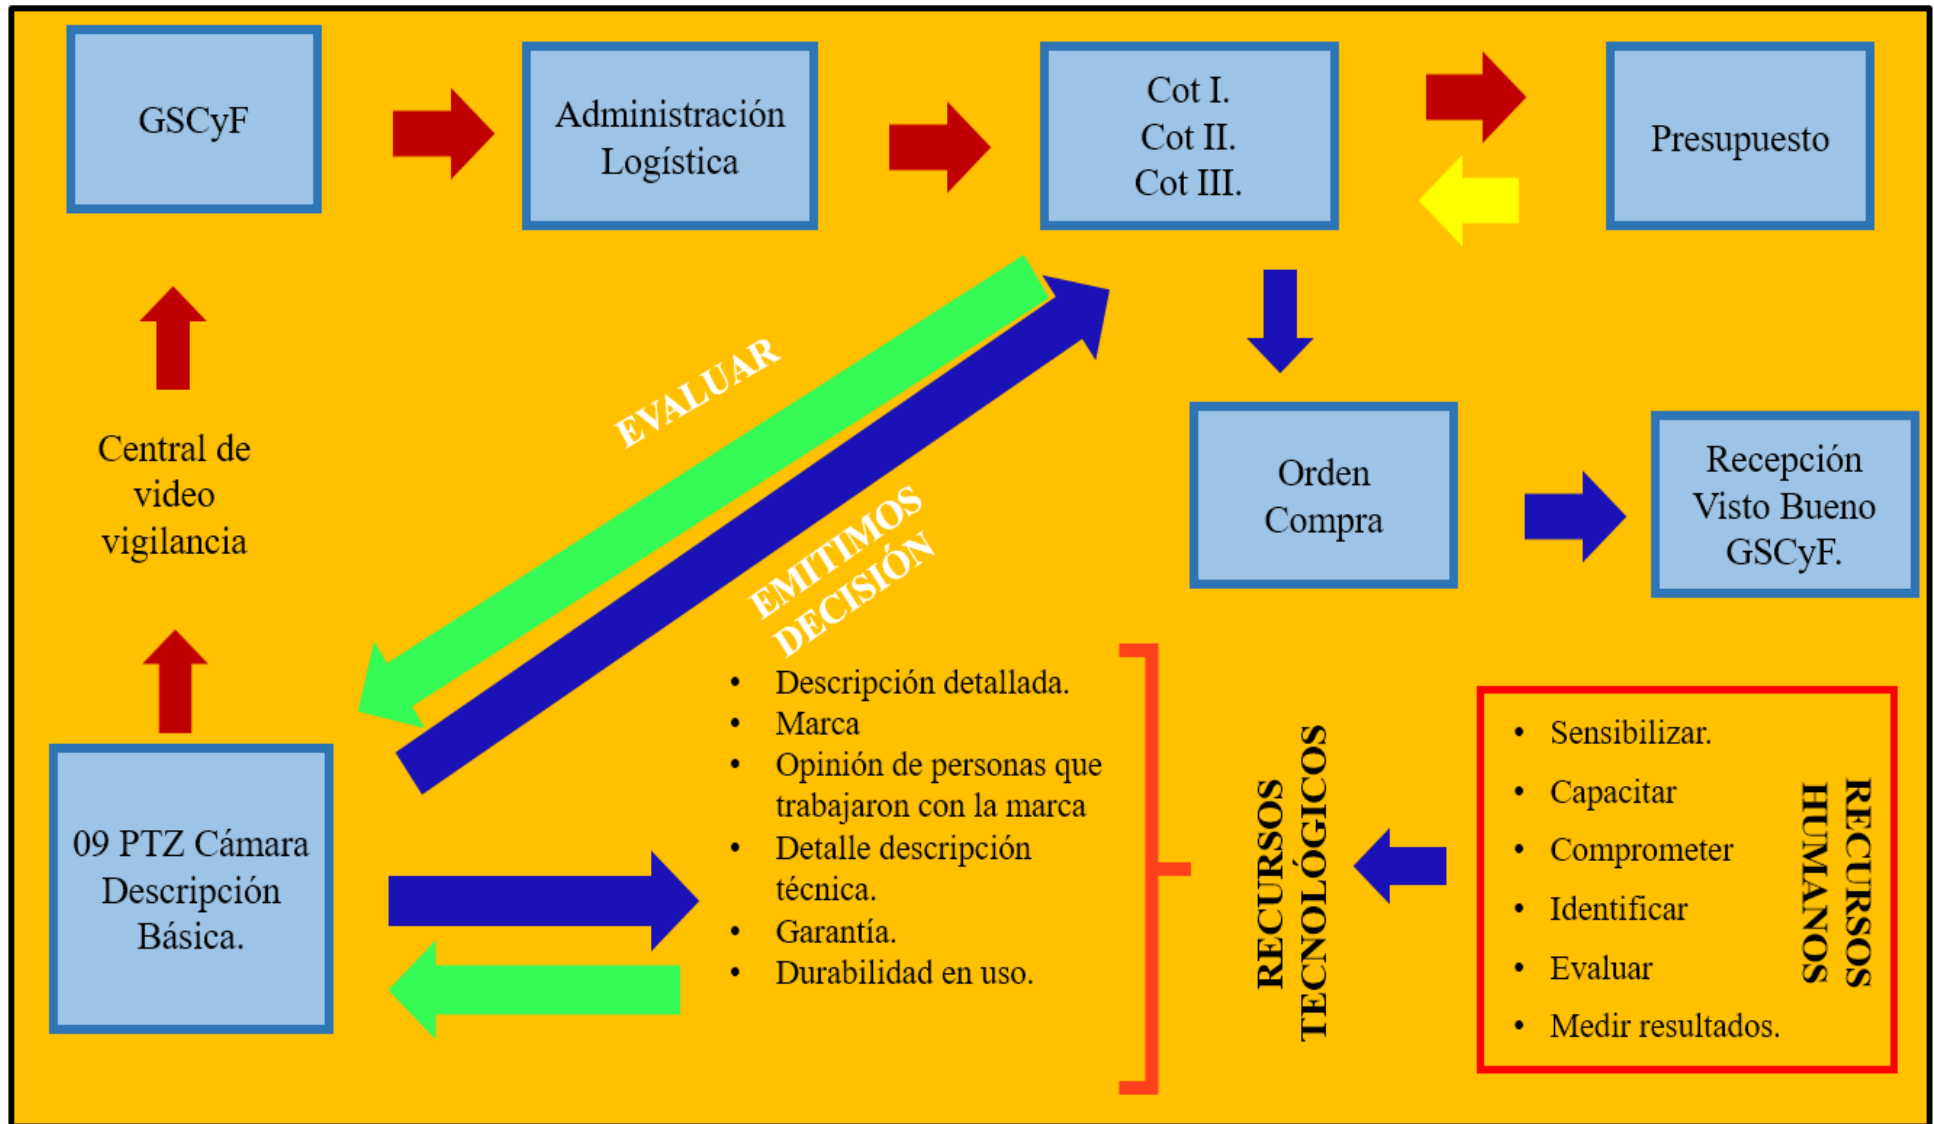 GSCyF
Administración
Logística
Cot I.
Cot II.
Cot III.
Presupuesto
EVALUAR
EMITIMOS
DECISIÓN
Central de
video
vigilancia
Orden
Compra
Recepción
Visto Bueno
GSCyF.
09 PTZ Cámara
Descripción
Básica.
• Descripción detallada.
• Marca
• Opinión de personas que
trabajaron con la marca
• Detalle descripción
técnica.
• Garantía.
• Durabilidad en uso.
RECURSOS
TECNOLÓGICOS
• Sensibilizar.
• Capacitar
• Comprometer
• Identificar
• Evaluar
• Medir resultados.
RECURSOS
HUMANOS